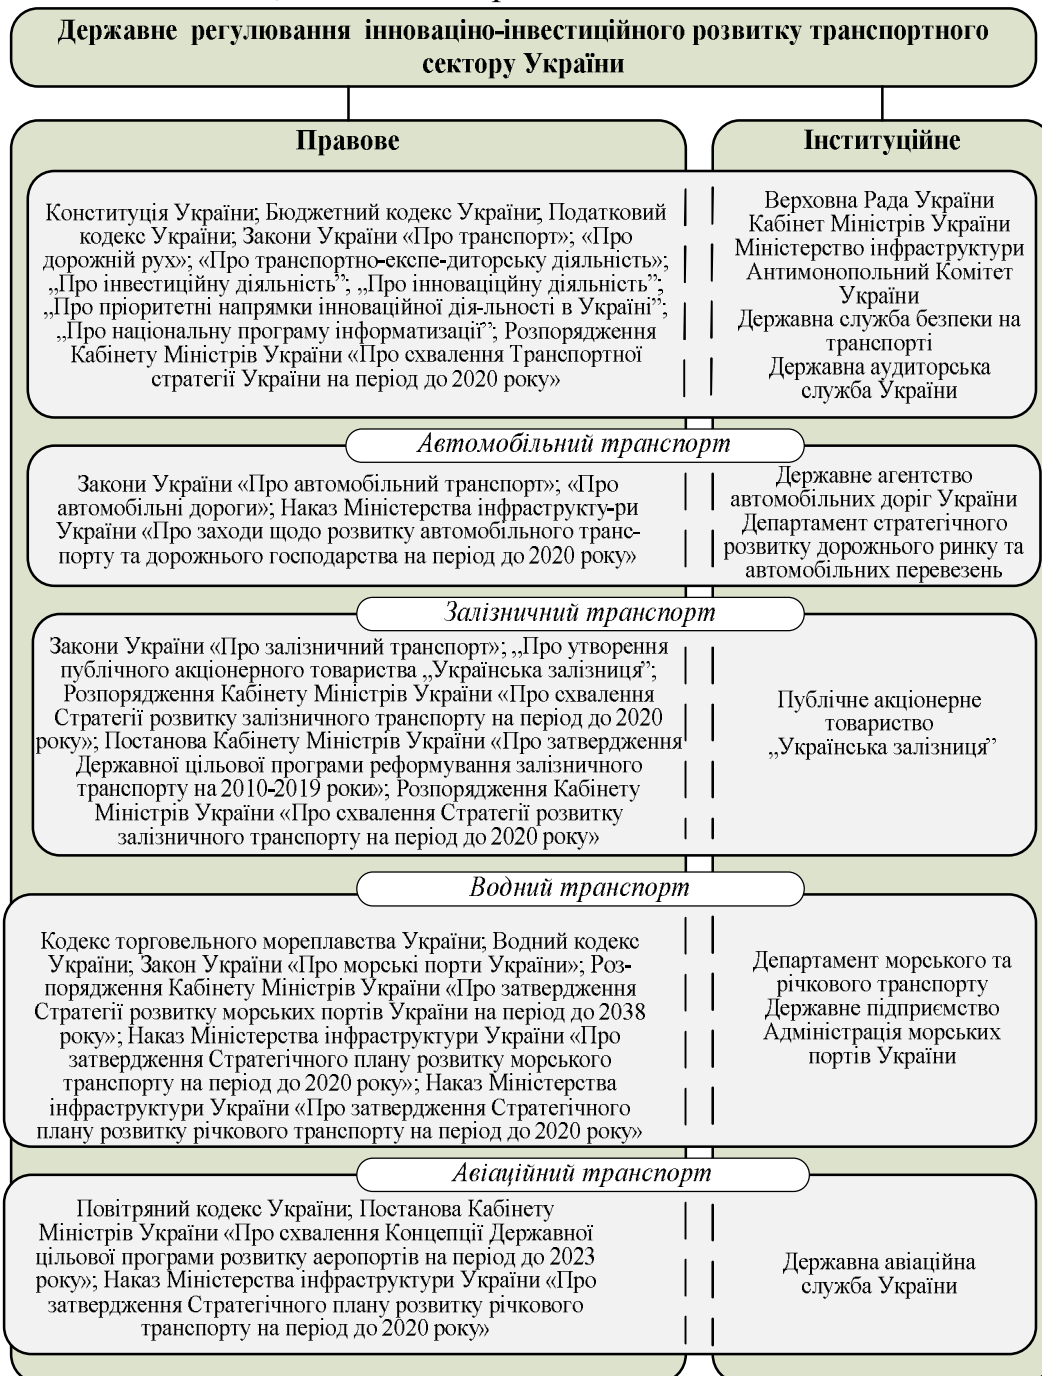 Державне регулювання інноваціно-інвестиційного розвитку транспортного
сектору України
Правове
Інституційне
Конституція України; Бюджетний кодекс України; Податковий
кодекс України; Закони України «Про транспорт»; «Про
дорожній рух»; «Про транспортно-експе-диторську діяльність»;
„Про інвестиційну діяльність”; „Про інноваційну діяльність”;
„Про пріоритетні напрямки інноваційної дія-льності в Україні”;
„Про національну програму інформатизації”; Розпорядження
Кабінету Міністрів України «Про схвалення Транспортної
стратегії України на період до 2020 року»
Верховна Рада України
Кабінет Міністрів України
Міністерство інфраструктури
Антимонопольний Комітет
України
Державна служба безпеки на
транспорті
Державна аудиторська
служба України
Автомобільний транспорт
Закони України «Про автомобільний транспорт»; «Про
автомобільні дороги»; Наказ Міністерства інфраструкту-ри
України «Про заходи щодо розвитку автомобільного транс-
порту та дорожнього господарства на період до 2020 року»
Державне агентство
автомобільних доріг України
Департамент стратегічного
розвитку дорожнього ринку та
автомобільних перевезень
Залізничний транспорт
Закони України «Про залізничний транспорт»; „Про утворення
публічного акціонерного товариства „Українська залізниця”;
Розпорядження Кабінету Міністрів України «Про схвалення
Стратегії розвитку залізничного транспорту на період до 2020
року»; Постанова Кабінету Міністрів України «Про затвердження
Державної цільової програми реформування залізничного
транспорту на 2010-2019 роки»; Розпорядження Кабінету
Міністрів України «Про схвалення Стратегії розвитку
залізничного транспорту на період до 2020 року»
Публічне акціонерне
товариство
„Українська залізниця”
Водний транспорт
Кодекс торговельного мореплавства України; Водний кодекс
України; Закон України «Про морські порти України»; Роз-
порядження Кабінету Міністрів України «Про затвердження
Стратегії розвитку морських портів України на період до 2038
року»; Наказ Міністерства інфраструктури України «Про
затвердження Стратегічного плану розвитку морського
транспорту на період до 2020 року»; Наказ Міністерства
інфраструктури України «Про затвердження Стратегічного
плану розвитку річкового транспорту на період до 2020 року»
Департамент морського та
річкового транспорту
Державне підприємство
Адміністрація морських
портів України
Авіаційний транспорт
Повітряний кодекс України; Постанова Кабінету
Міністрів України «Про схвалення Концепції Державної
цільової програми розвитку аеропортів на період до 2023
року»; Наказ Міністерства інфраструктури України «Про
затвердження Стратегічного плану розвитку річкового
транспорту на період до 2020 року»
Державна авіаційна
служба України